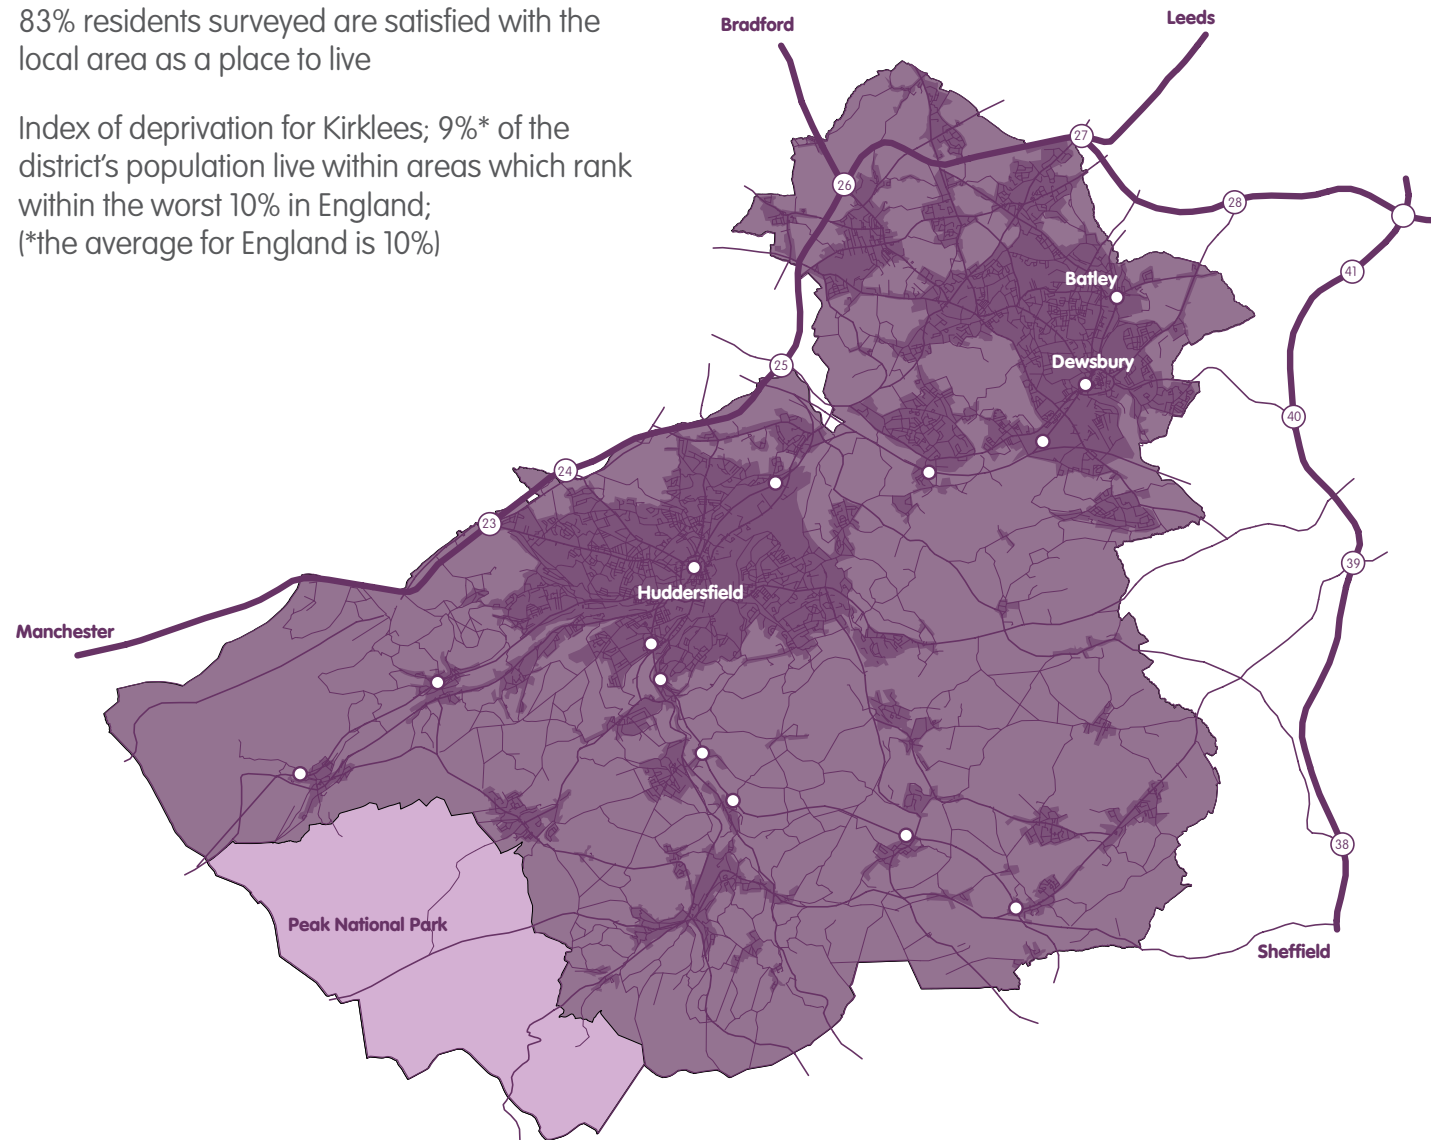 83% residents surveyed are satisfied with the
local area as a place to live
Index of deprivation for Kirklees; 9%* of the
district's population live within areas which rank
within the worst 10% in England;
(*the average for England is 10%)
Bradford
Leeds
27
26
28
41
Batley
Dewsbury
25
40
24
23
39
Huddersfield
Manchester
38
Peak National Park
Sheffield